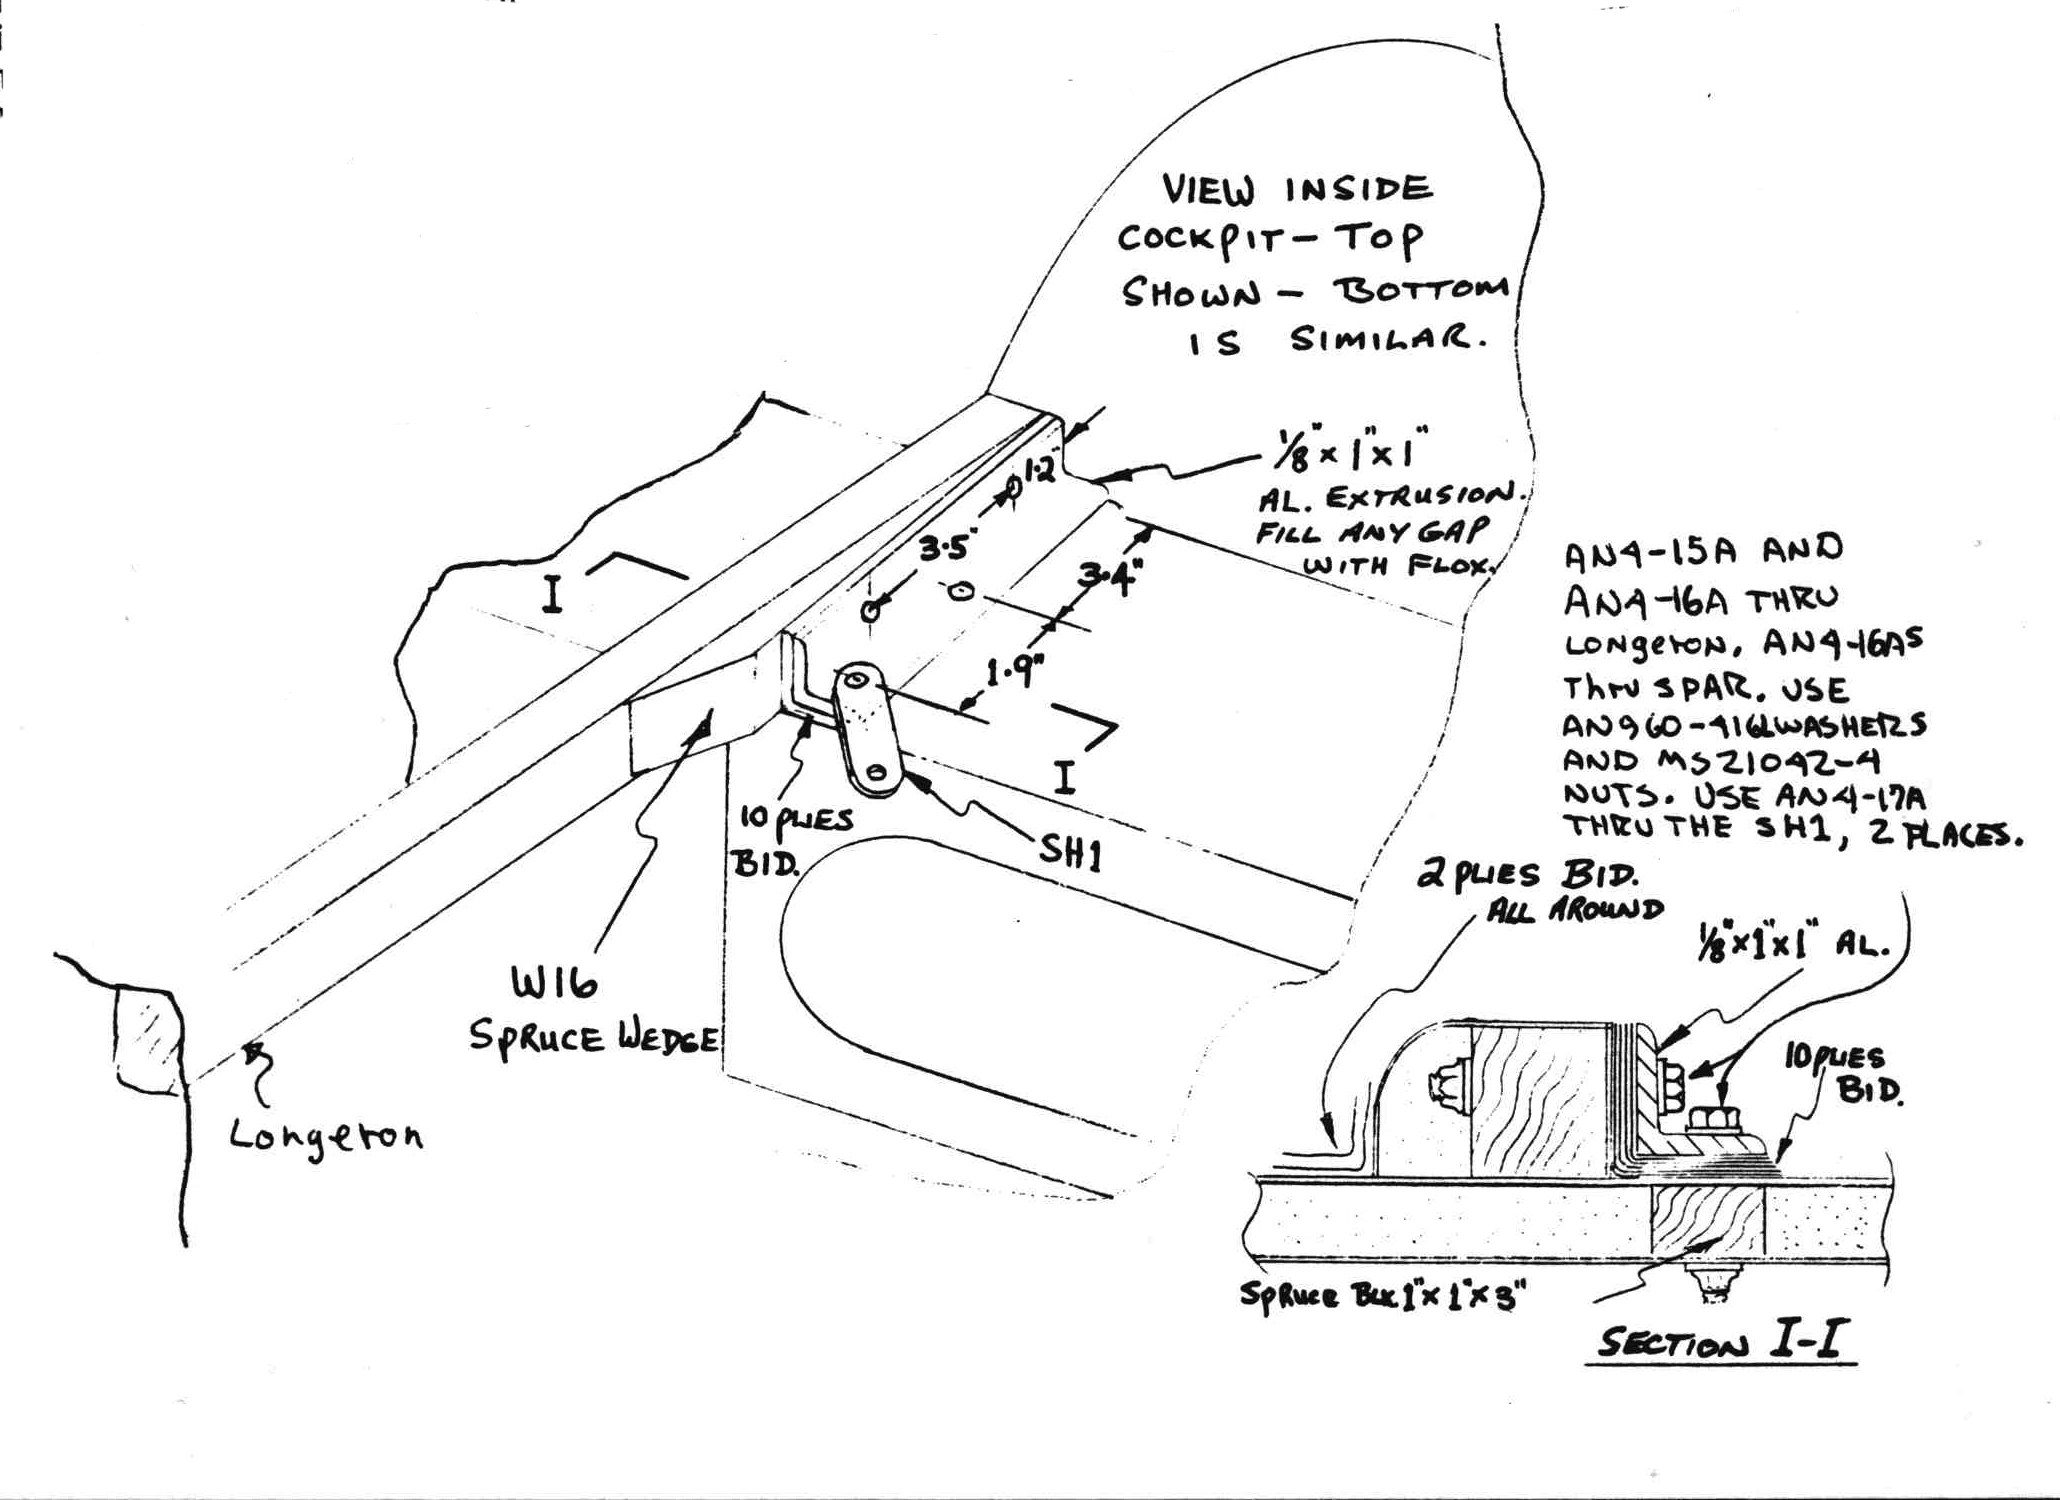 VIEW INSIDE
COCKPIT - TOP
SHOWN - BOTTOM
IS SIMILAR.
1/8" x 1" x 1"
AL. EXTRUSION.
FILL ANY GAP
WITH FLOX.
1.2"
3.5"
3.4"
1.9"
I
I
10 PLIES
BID.
SH1
W16
SPRUCE WEDGE
Longeron
AN4-15A AND
AN4-16A THRU
Longeron. AN4-16AS
Thru SPAR. USE
AN960-416L WASHERS
AND MS21042-4
NUTS. USE AN4-17A
THRU THE SH1, 2 PLACES.
2 PLIES BID.
ALL AROUND
1/8" x 1" x 1" AL.
10 PLIES
BID.
SPRUCE BLK 1" x 1" x 3"
SECTION I-I